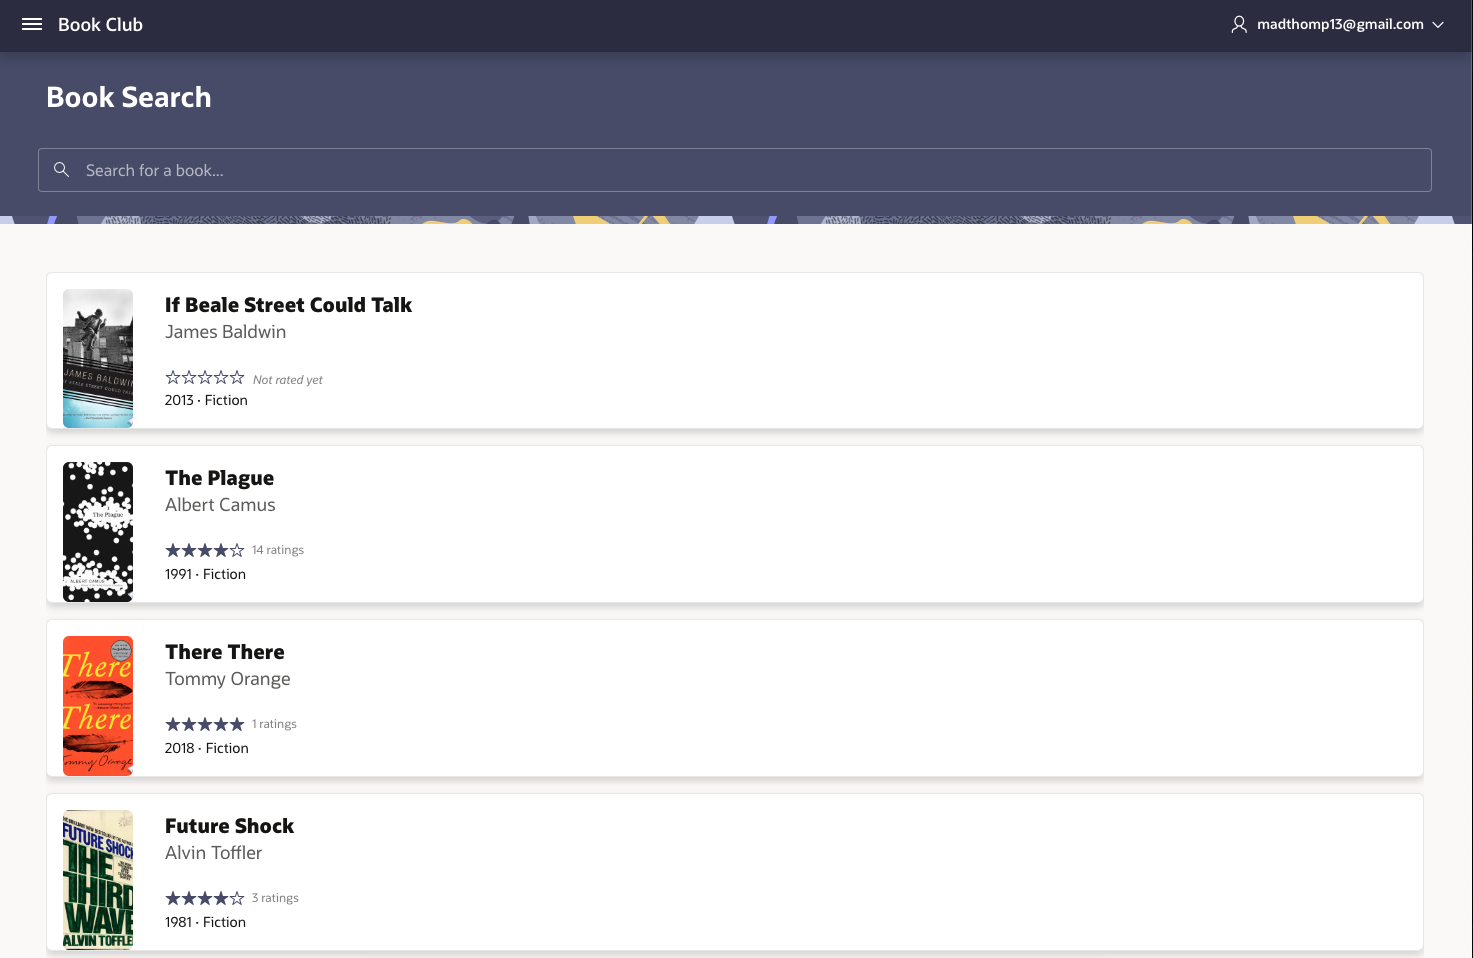 Book Club
madthomp13@gmail.com
Book Search
Search for a book...
JAMES BALDWIN
If Beale Street Could Talk
James Baldwin
Not rated yet
2013 · Fiction
The Plague
ALBERT CAMUS
The Plague
Albert Camus
14 ratings
1991 · Fiction
There
There
Tommy Orange
There There
Tommy Orange
1 ratings
2018 · Fiction
FUTURE SHOCK
THE
THIRD
WAVE
ALVIN TOFFLE
Future Shock
Alvin Toffler
3 ratings
1981 · Fiction